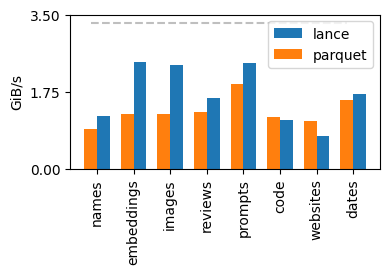 3.50
1.75
0.00
GiB/s
lance
parquet
names
embeddings
images
reviews
prompts
code
websites
dates